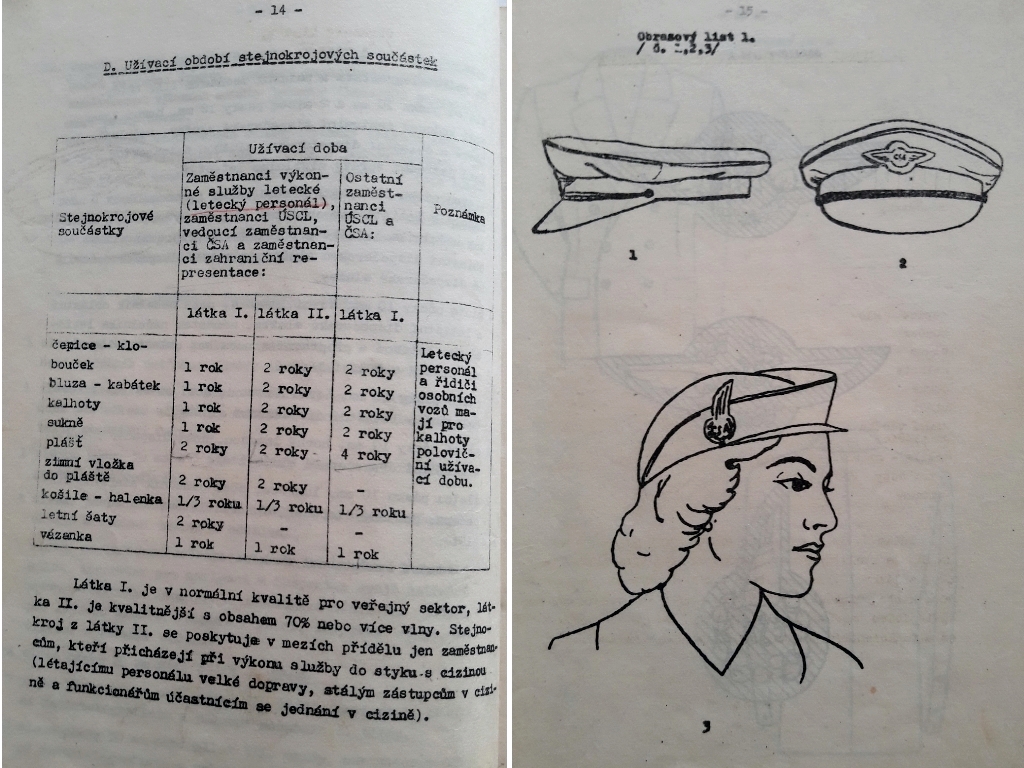 - 14 -
D. Užívací období stejnokrojových součástek
Stejnokrojové
součástky
Užívací doba
Zaměstnanci výkon-
né služby letecké
(letecký personál),
zaměstnanci ÚSCL,
vedoucí zaměstnan-
ci ČSA a zaměstnan-
ci zahraniční re-
presentace:
Ostatní
zaměst-
nanci
ÚSCL a
ČSA:
Poznámka
látka I. látka II. látka I.
čepice - klo-
bouček 1 rok 2 roky 2 roky
bluza - kabátek 1 rok 2 roky 2 roky
kalhoty 1 rok 2 roky 2 roky
sukně 1 rok 2 roky 2 roky
plášť 2 roky 2 roky 4 roky
zimní vložka
do pláště 2 roky 2 roky -
košile - halenka 1/3 roku 1/3 roku 1/3 roku
letní šaty 2 roky -
vázanka 1 rok 1 rok 1 rok
Letecký
personál
a řidiči
osobních
vozů ma-
jí pro
kalhoty
polovič-
ní užíva-
cí dobu.
Látka I. je v normální kvalitě pro veřejný sektor, lát-
ka II. je kvalitnější s obsahem 70% nebo více vlny. Stejno-
kroj z látky II. se poskytuje v mezích přídělu jen zaměstnan-
cům, kteří přicházejí při výkonu služby do styku s cizinou
(létajícímu personálu velké dopravy, stálým zástupcům v cizi-
ně a funkcionářům účastnícím se jednání v cizině).
- 15 -
Obrazový list 1.
/ č. 1,2,3/
ČSA
1
2
ČSA
3